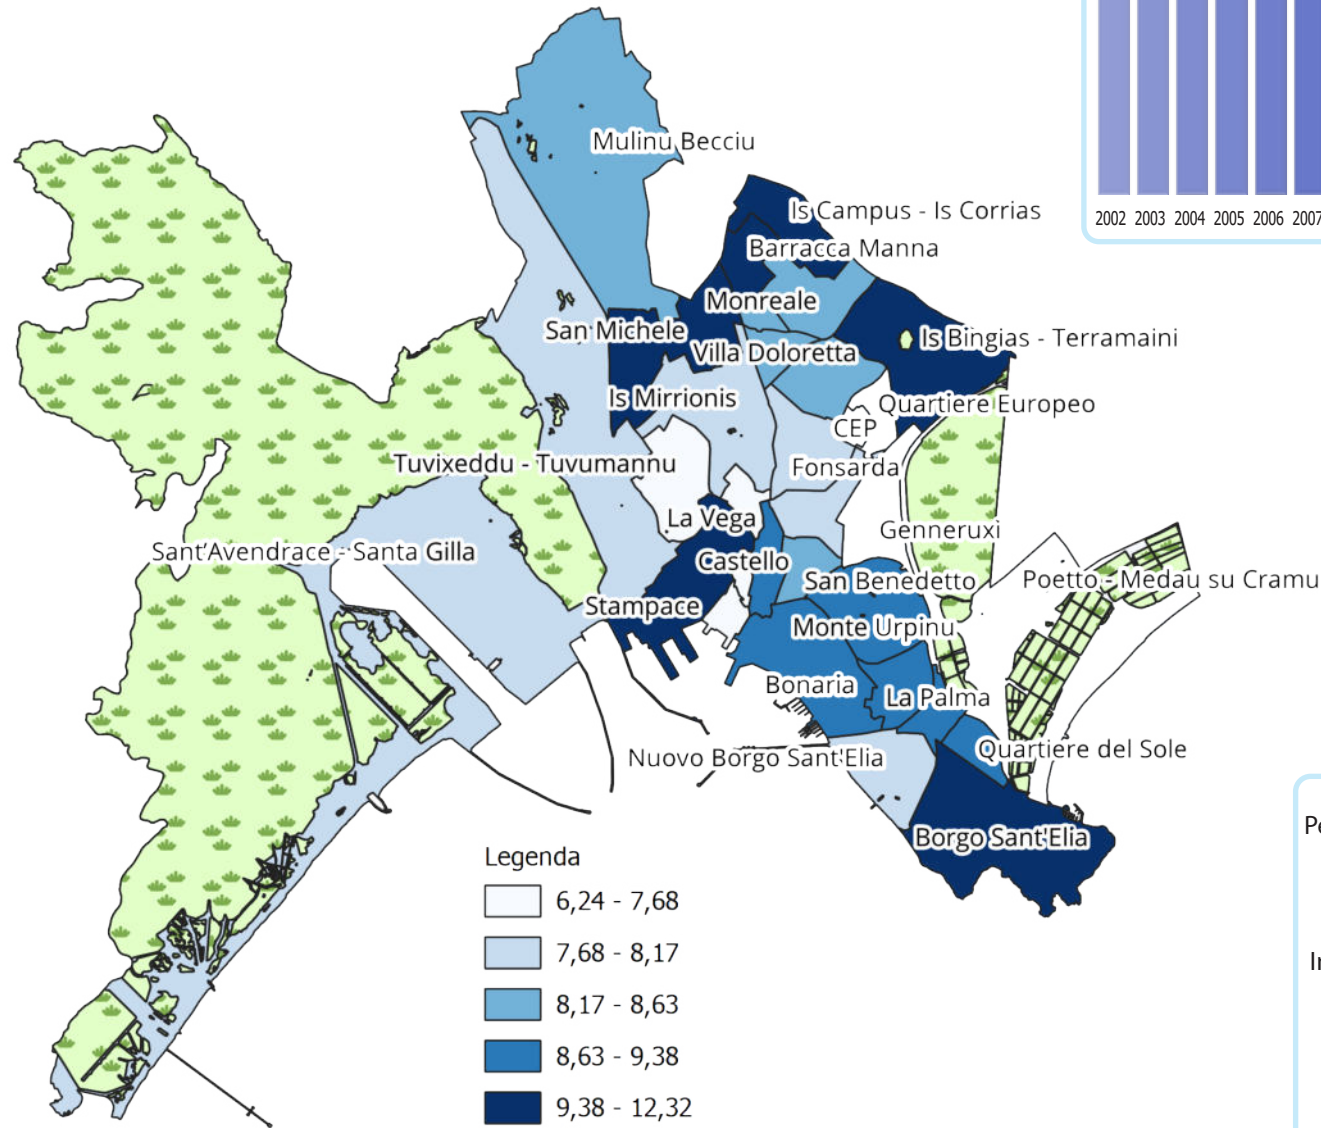 2002 2003 2004 2005 2006 2007
Mulinu Becciu
Is Campus - Is Corrias
Barracca Manna
Monreale
San Michele
Is Bingias - Terramaini
Villa Doloretta
Is Mirrionis
Quartiere Europeo
CEP
Tuvixeddu - Tuvumannu
Fonsarda
La Vega
Genneruxi
Sant'Avendrace - Santa Gilla
Castello
San Benedetto
Poetto - Medau su Cramu
Stampace
Monte Urpinu
Bonaria
La Palma
Nuovo Borgo Sant'Elia
Quartiere del Sole
Borgo Sant'Elia
Legenda
6,24 - 7,68
7,68 - 8,17
8,17 - 8,63
8,63 - 9,38
9,38 - 12,32